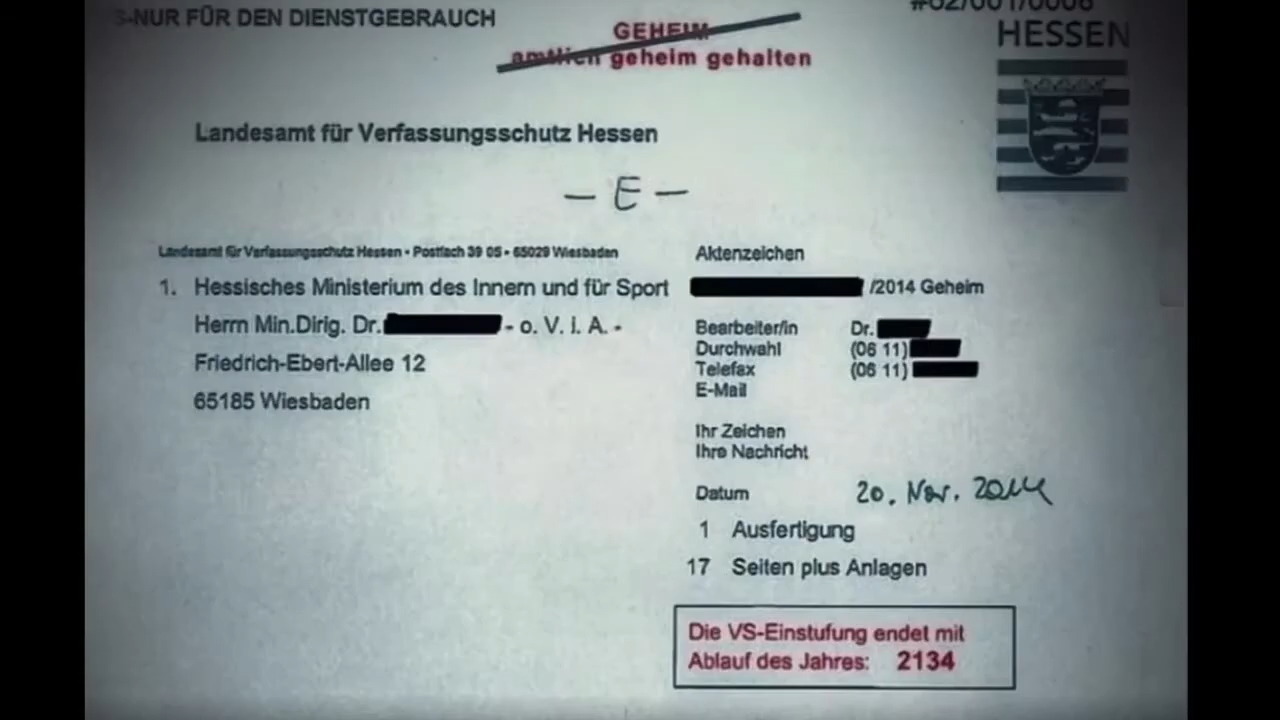 VS-NUR FÜR DEN DIENSTGEBRAUCH
GEHEIM
amtlich geheim gehalten
HESSEN
Landesamt für Verfassungsschutz Hessen
- E -
Landesamt für Verfassungsschutz Hessen • Postfach 39 05 • 65029 Wiesbaden
Aktenzeichen
1. Hessisches Ministerium des Innern und für Sport
/2014 Geheim
Herrn Min.Dirig. Dr. - o. V. i. A. -
Friedrich-Ebert-Allee 12
65185 Wiesbaden
Bearbeiter/in Dr.
Durchwahl (06 11)
Telefax (06 11)
E-Mail
Ihr Zeichen
Ihre Nachricht
Datum 20. Nov. 2014
1 Ausfertigung
17 Seiten plus Anlagen
Die VS-Einstufung endet mit
Ablauf des Jahres: 2134